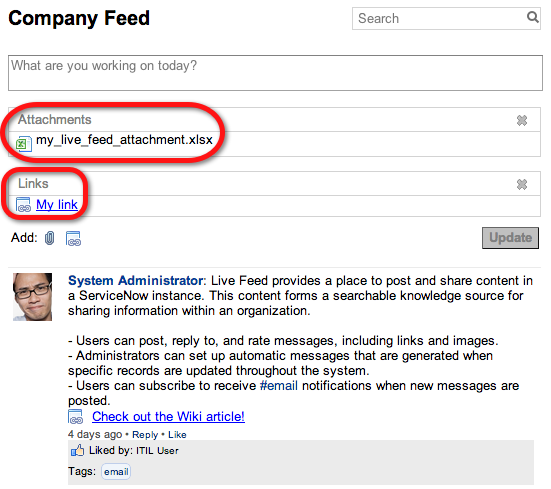 Company Feed
Search
What are you working on today?
Attachments
my_live_feed_attachment.xlsx
Links
My link
Add:
Update
System Administrator: Live Feed provides a place to post and share content in
a ServiceNow instance. This content forms a searchable knowledge source for
sharing information within an organization.
- Users can post, reply to, and rate messages, including links and images.
- Administrators can set up automatic messages that are generated when
specific records are updated throughout the system.
- Users can subscribe to receive #email notifications when new messages are
posted.
Check out the Wiki article!
4 days ago • Reply • Like
Liked by: ITIL User
Tags: email